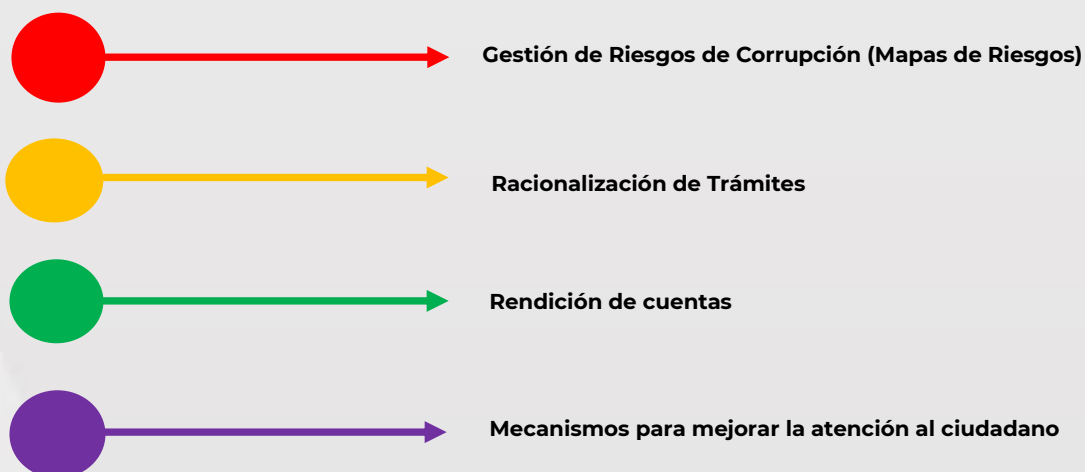 Gestión de Riesgos de Corrupción (Mapas de Riesgos)
Racionalización de Trámites
Rendición de cuentas
Mecanismos para mejorar la atención al ciudadano